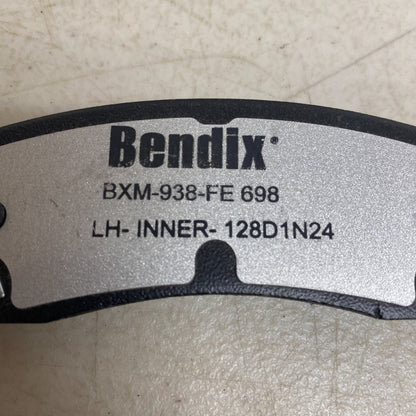 Bendix
BXM-938-FE 698
LH- INNER- 128D1N24